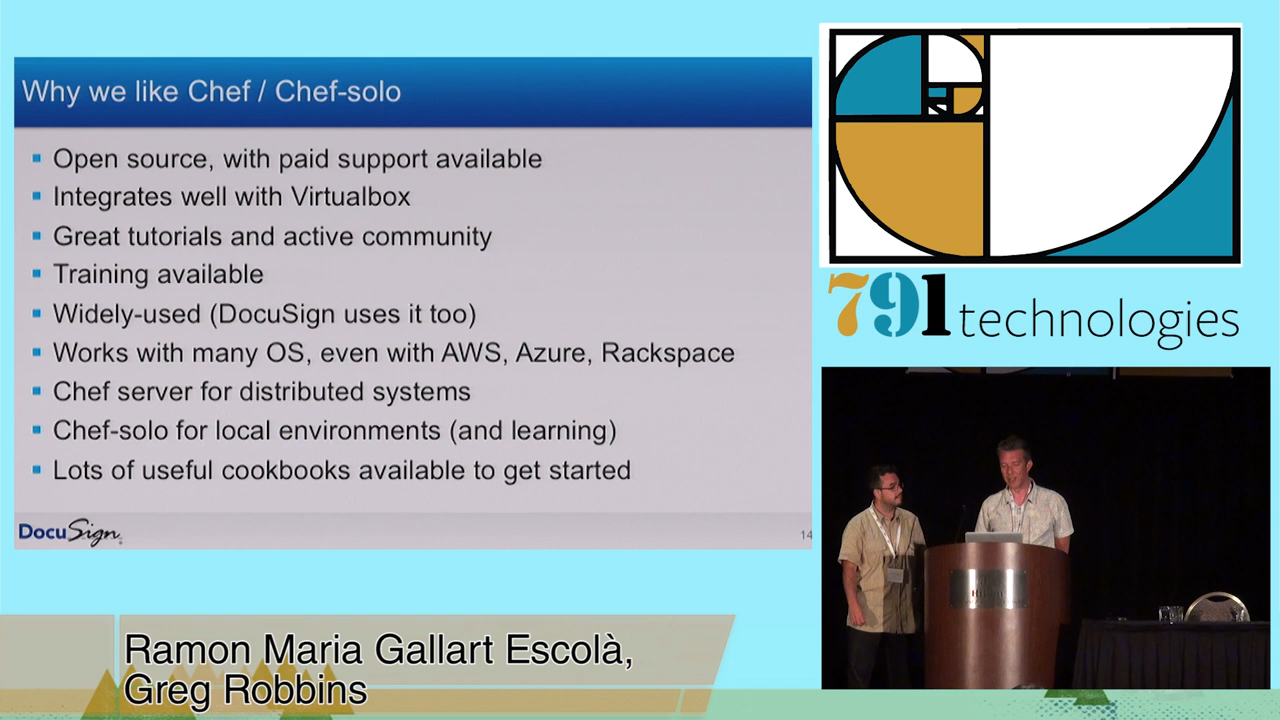 Why we like Chef / Chef-solo
Open source, with paid support available
Integrates well with Virtualbox
Great tutorials and active community
Training available
Widely-used (DocuSign uses it too)
Works with many OS, even with AWS, Azure, Rackspace
Chef server for distributed systems
Chef-solo for local environments (and learning)
Lots of useful cookbooks available to get started
DocuSign
14
791 technologies
Ramon Maria Gallart Escolà,
Greg Robbins